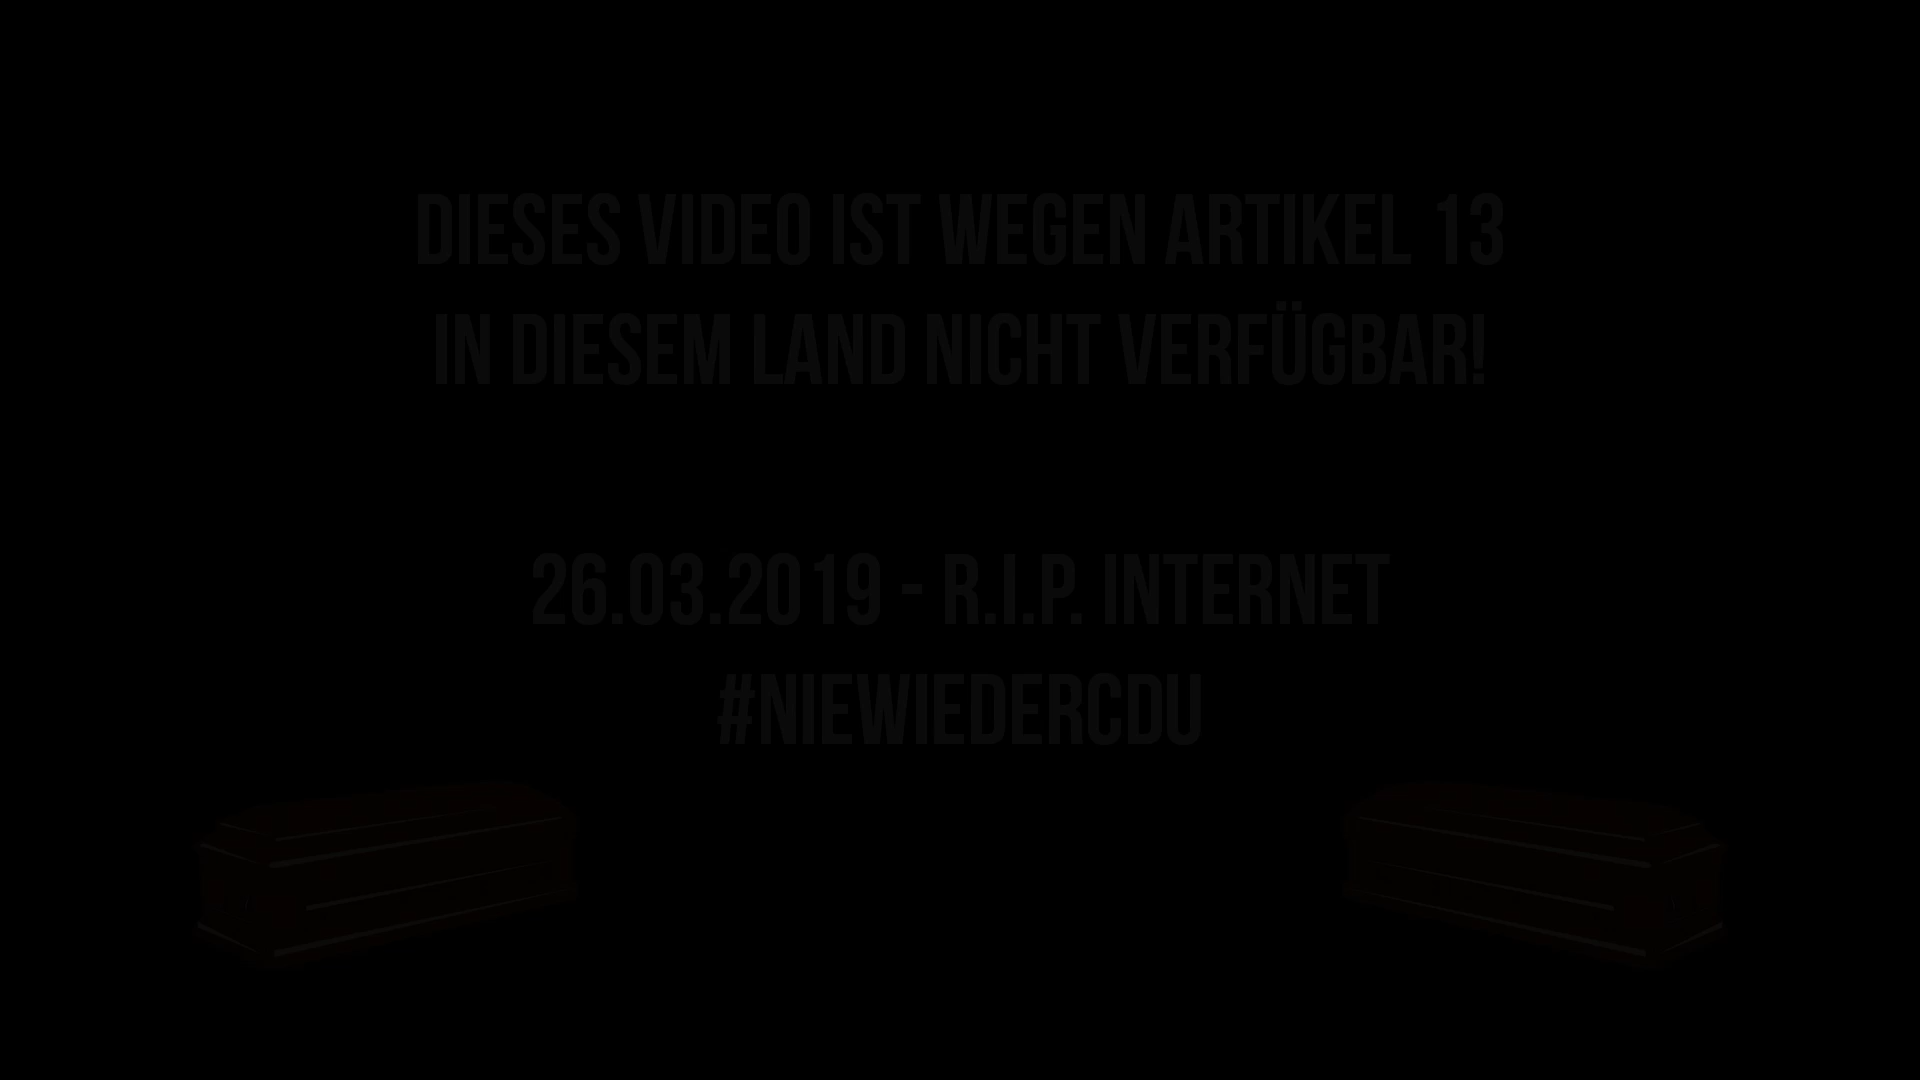 DIESES VIDEO IST WEGEN ARTIKEL 13
IN DIESEM LAND NICHT VERFÜGBAR!
26.03.2019 - R.I.P. INTERNET
#NIEWIEDERCDU